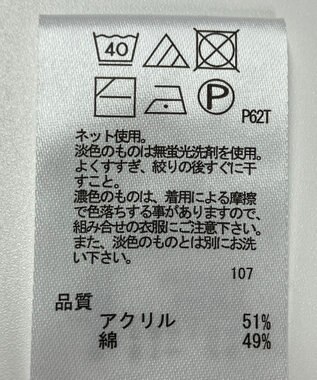 40
P
P62T
ネット使用。
淡色のものは無蛍光洗剤を使用。
よくすすぎ、絞りの後すぐに干
すこと。
濃色のものは、着用による摩擦
で色落ちする事がありますので、
組み合せの衣服にご注意下さい。
また、淡色のものとは別にお洗
い下さい。
107
品質
アクリル 51%
綿 49%